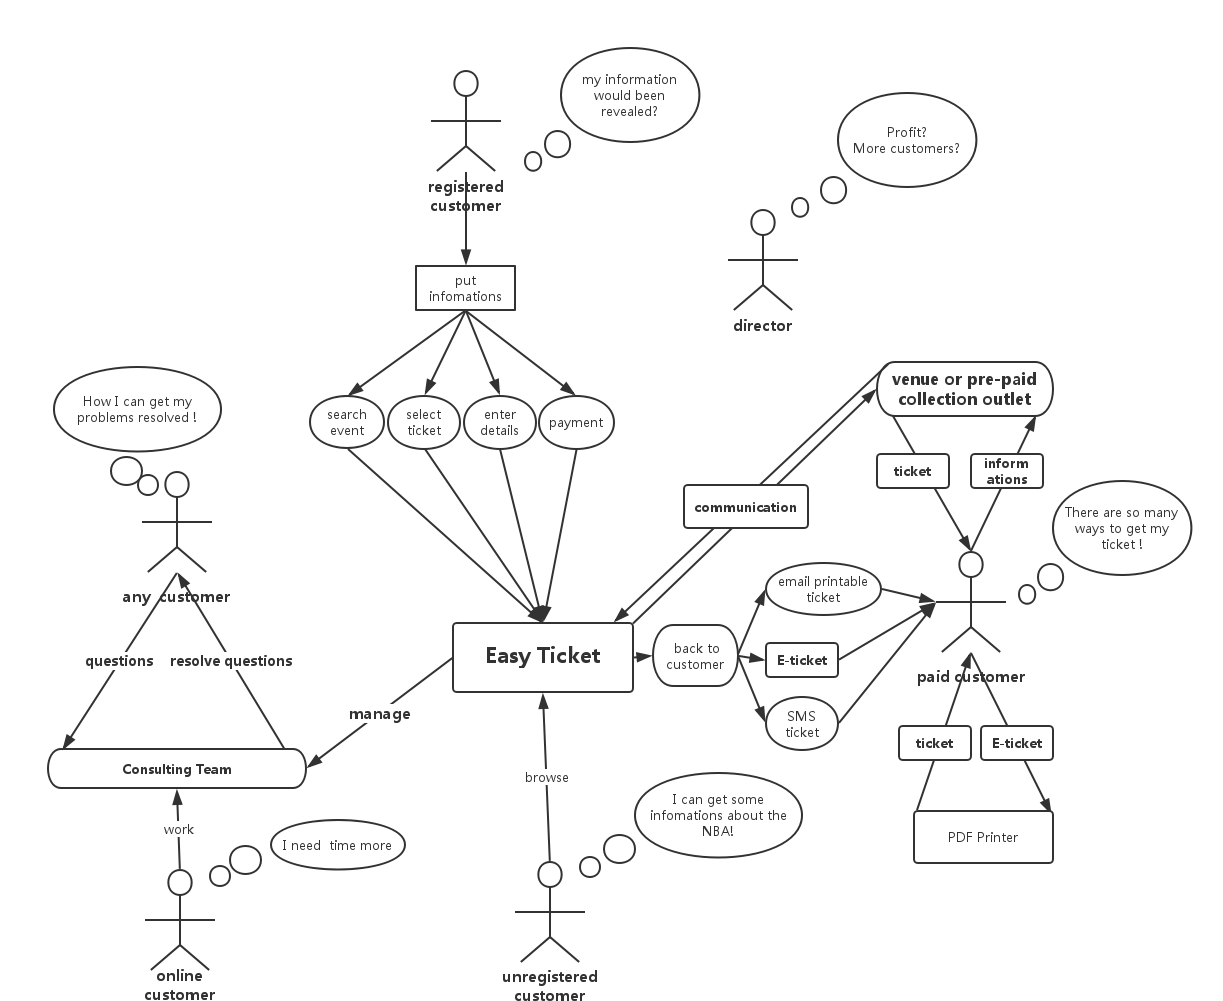 my information
would been
revealed?
Profit?
More customers?
registered
customer
put
infomations
director
How I can get my
problems resolved !
search
event
select
ticket
enter
details
payment
venue or pre-paid
collection outlet
ticket
inform
ations
communication
There are so many
ways to get my
ticket !
any customer
email printable
ticket
questions
resolve questions
Easy Ticket
back to
customer
E-ticket
paid customer
manage
SMS
ticket
ticket
E-ticket
Consulting Team
browse
I can get some
infomations about the
NBA!
work
I need  time more
PDF Printer
online
customer
unregistered
customer